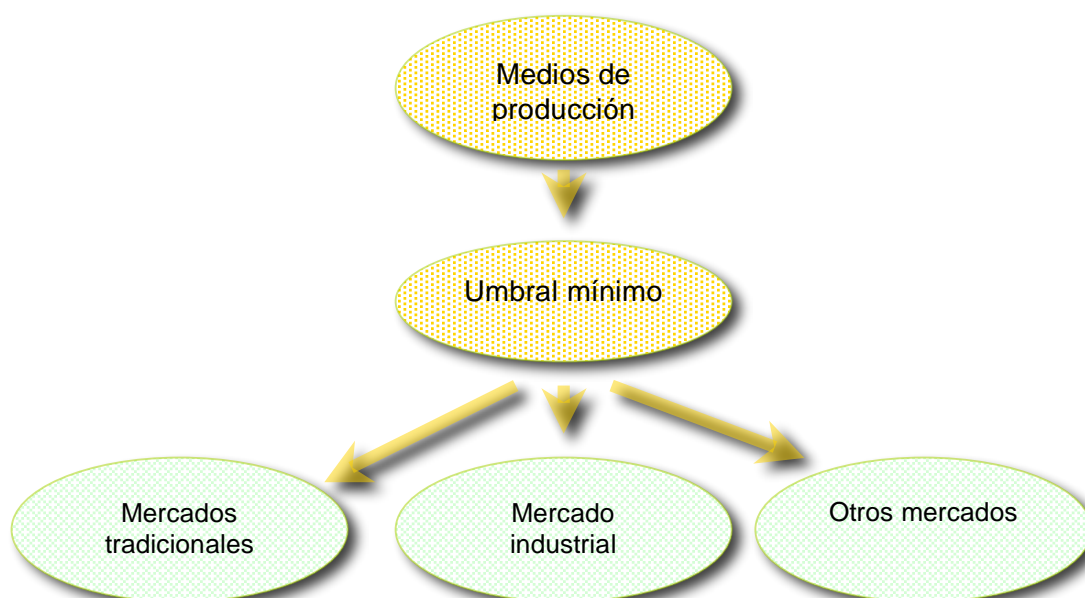 Medios de
producción
Umbral mínimo
Mercados
tradicionales
Mercado
industrial
Otros mercados